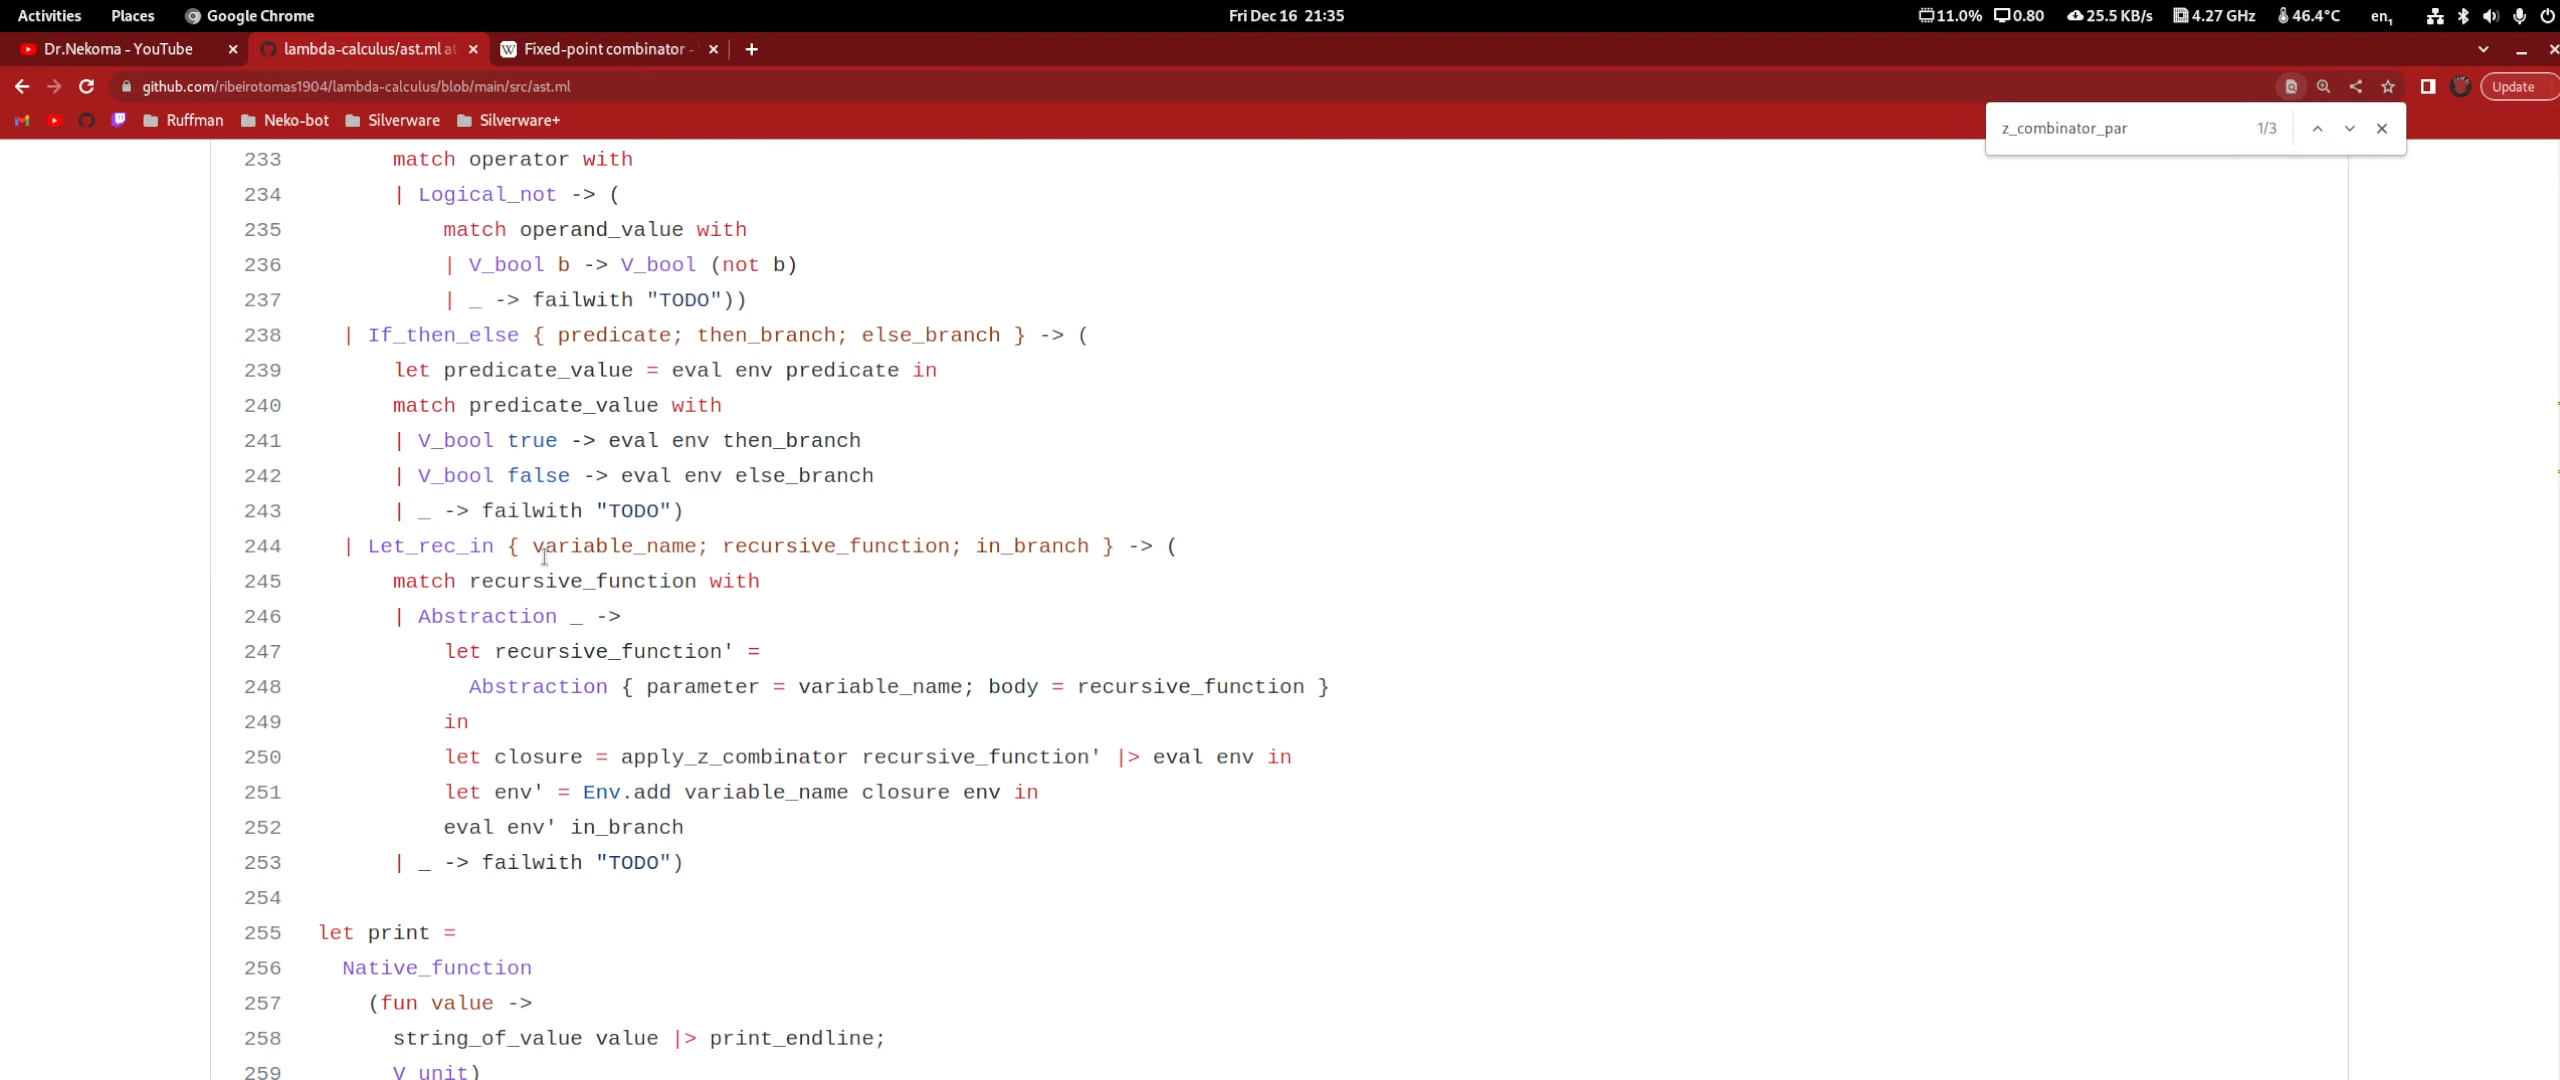 Activities Places Google Chrome Fri Dec 16 21:35 11.0% 0.80 25.5 KB/s 4.27 GHz 46.4°C en1
Dr.Nekoma - YouTube lambda-calculus/ast.ml at Fixed-point combinator -
github.com/ribeirotomas1904/lambda-calculus/blob/main/src/ast.ml Update
Ruffman Neko-bot Silverware Silverware+
z_combinator_par 1/3
233 match operator with
234 | Logical_not -> (
235 match operand_value with
236 | V_bool b -> V_bool (not b)
237 | _ -> failwith "TODO"))
238 | If_then_else { predicate; then_branch; else_branch } -> (
239 let predicate_value = eval env predicate in
240 match predicate_value with
241 | V_bool true -> eval env then_branch
242 | V_bool false -> eval env else_branch
243 | _ -> failwith "TODO")
244 | Let_rec_in { variable_name; recursive_function; in_branch } -> (
245 match recursive_function with
246 | Abstraction _ ->
247 let recursive_function' =
248 Abstraction { parameter = variable_name; body = recursive_function }
249 in
250 let closure = apply_z_combinator recursive_function' |> eval env in
251 let env' = Env.add variable_name closure env in
252 eval env' in_branch
253 | _ -> failwith "TODO")
254
255 let print =
256 Native_function
257 (fun value ->
258 string_of_value value |> print_endline;
259 V_unit)